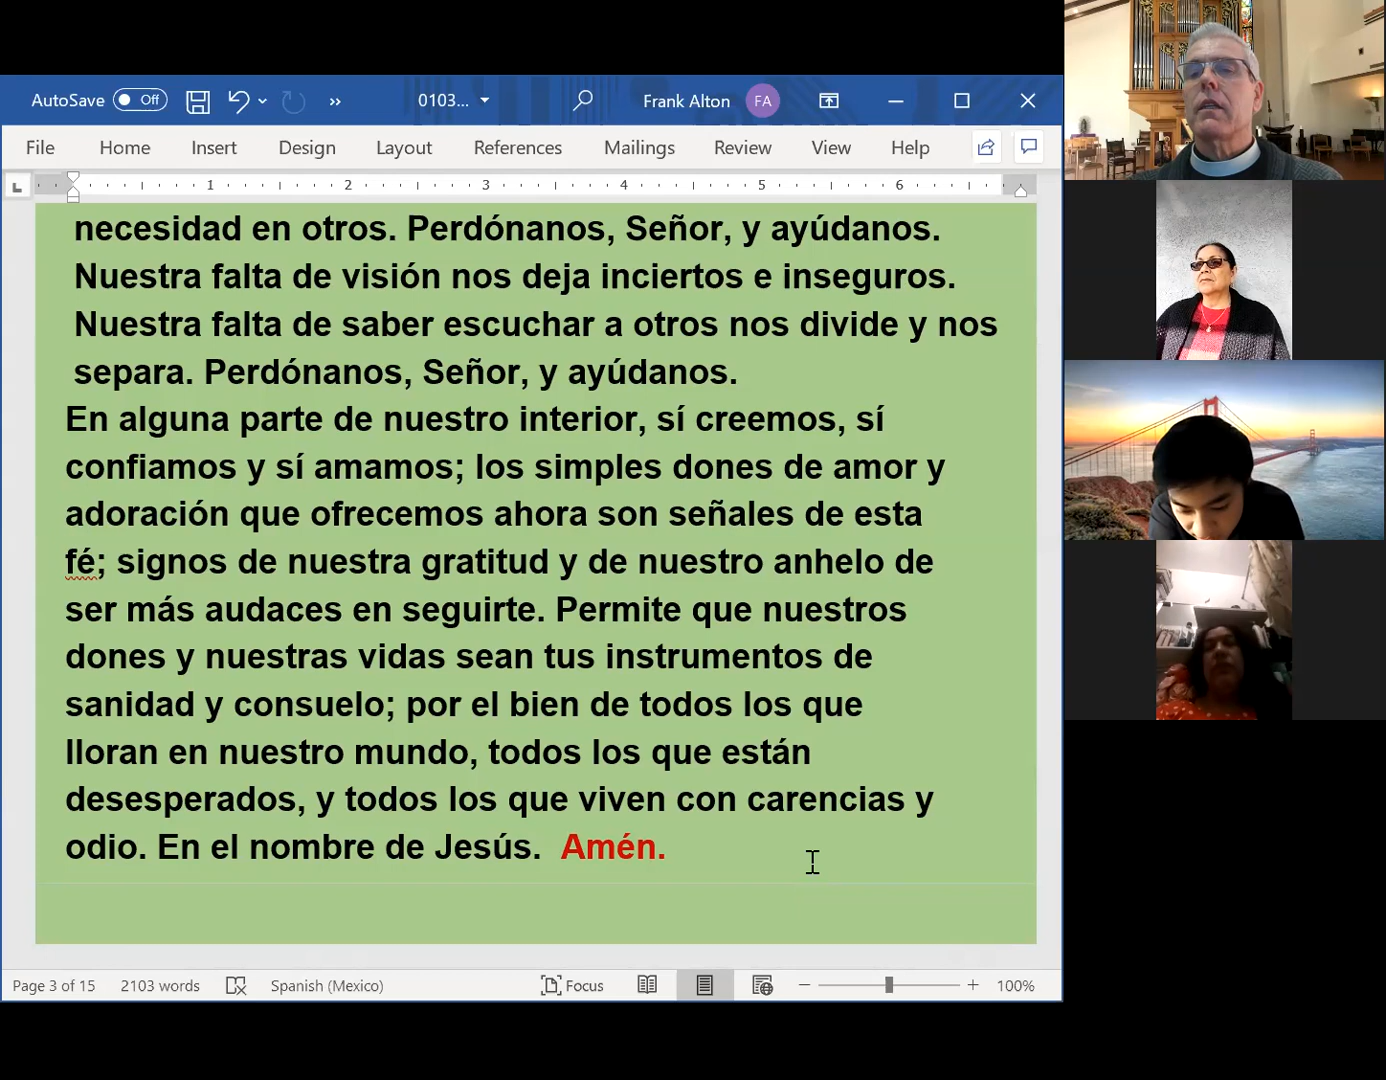 AutoSave Off
0103...
Frank Alton FA
File Home Insert Design Layout References Mailings Review View Help
1 2 3 4 5 6
necesidad en otros. Perdónanos, Señor, y ayúdanos.
Nuestra falta de visión nos deja inciertos e inseguros.
Nuestra falta de saber escuchar a otros nos divide y nos
separa. Perdónanos, Señor, y ayúdanos.
En alguna parte de nuestro interior, sí creemos, sí
confiamos y sí amamos; los simples dones de amor y
adoración que ofrecemos ahora son señales de esta
fé; signos de nuestra gratitud y de nuestro anhelo de
ser más audaces en seguirte. Permite que nuestros
dones y nuestras vidas sean tus instrumentos de
sanidad y consuelo; por el bien de todos los que
lloran en nuestro mundo, todos los que están
desesperados, y todos los que viven con carencias y
odio. En el nombre de Jesús. Amén.
Page 3 of 15 2103 words Spanish (Mexico) Focus 100%